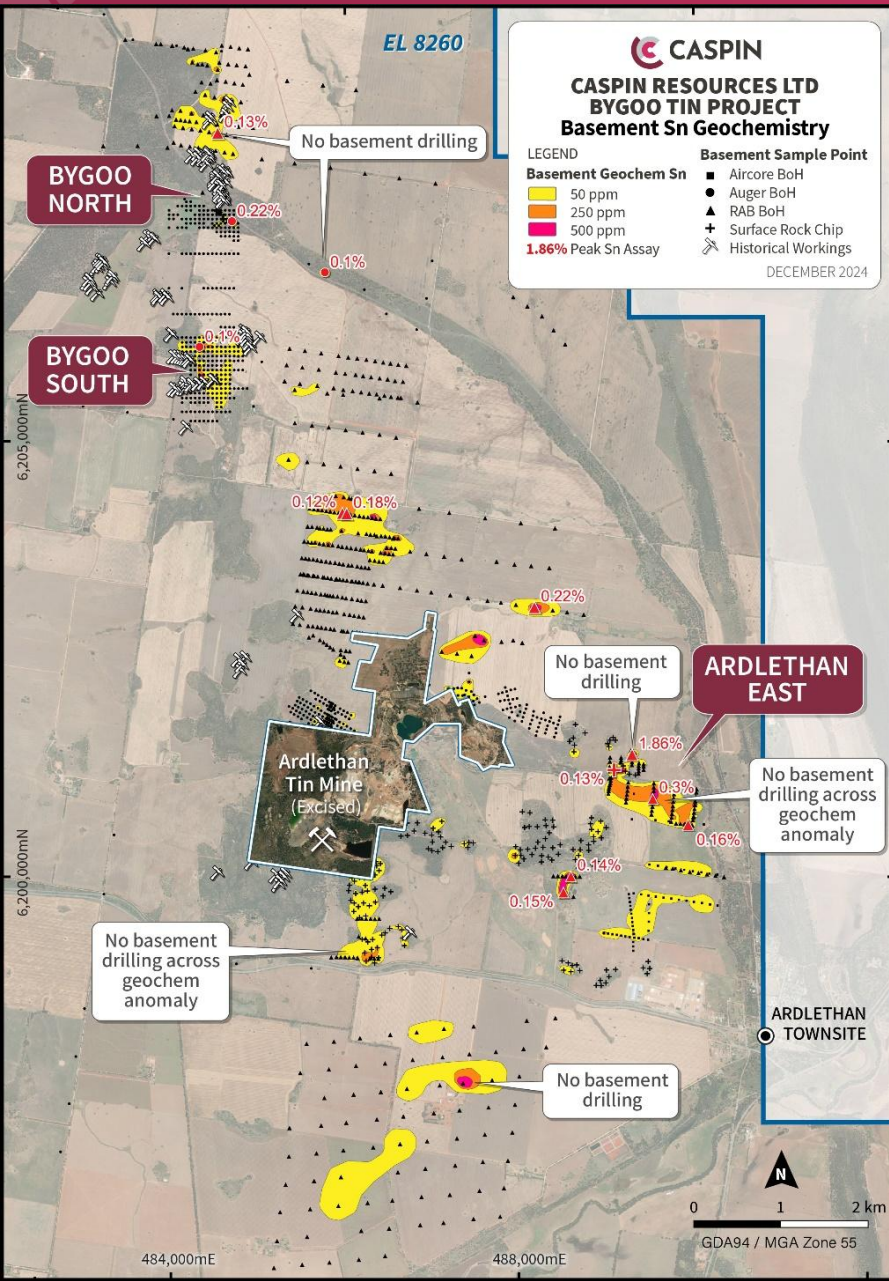 EL 8260
CASPIN
CASPIN RESOURCES LTD
BYGOO TIN PROJECT
Basement Sn Geochemistry
LEGEND
Basement Geochem Sn
50 ppm
250 ppm
500 ppm
1.86% Peak Sn Assay
Basement Sample Point
Aircore BoH
Auger BoH
RAB BoH
Surface Rock Chip
Historical Workings
DECEMBER 2024
0.13%
No basement drilling
BYGOO
NORTH
0.22%
0.1%
0.1%
BYGOO
SOUTH
6,205,000mN
0.12%
0.18%
0.22%
No basement
drilling
ARDLETHAN
EAST
1.86%
0.13%
0.3%
No basement
drilling across
geochem
anomaly
0.16%
Ardlethan
Tin Mine
(Excised)
6,200,000mN
0.14%
0.15%
No basement
drilling across
geochem
anomaly
ARDLETHAN
TOWNSITE
No basement
drilling
N
0 1 2 km
GDA94 / MGA Zone 55
484,000mE
488,000mE